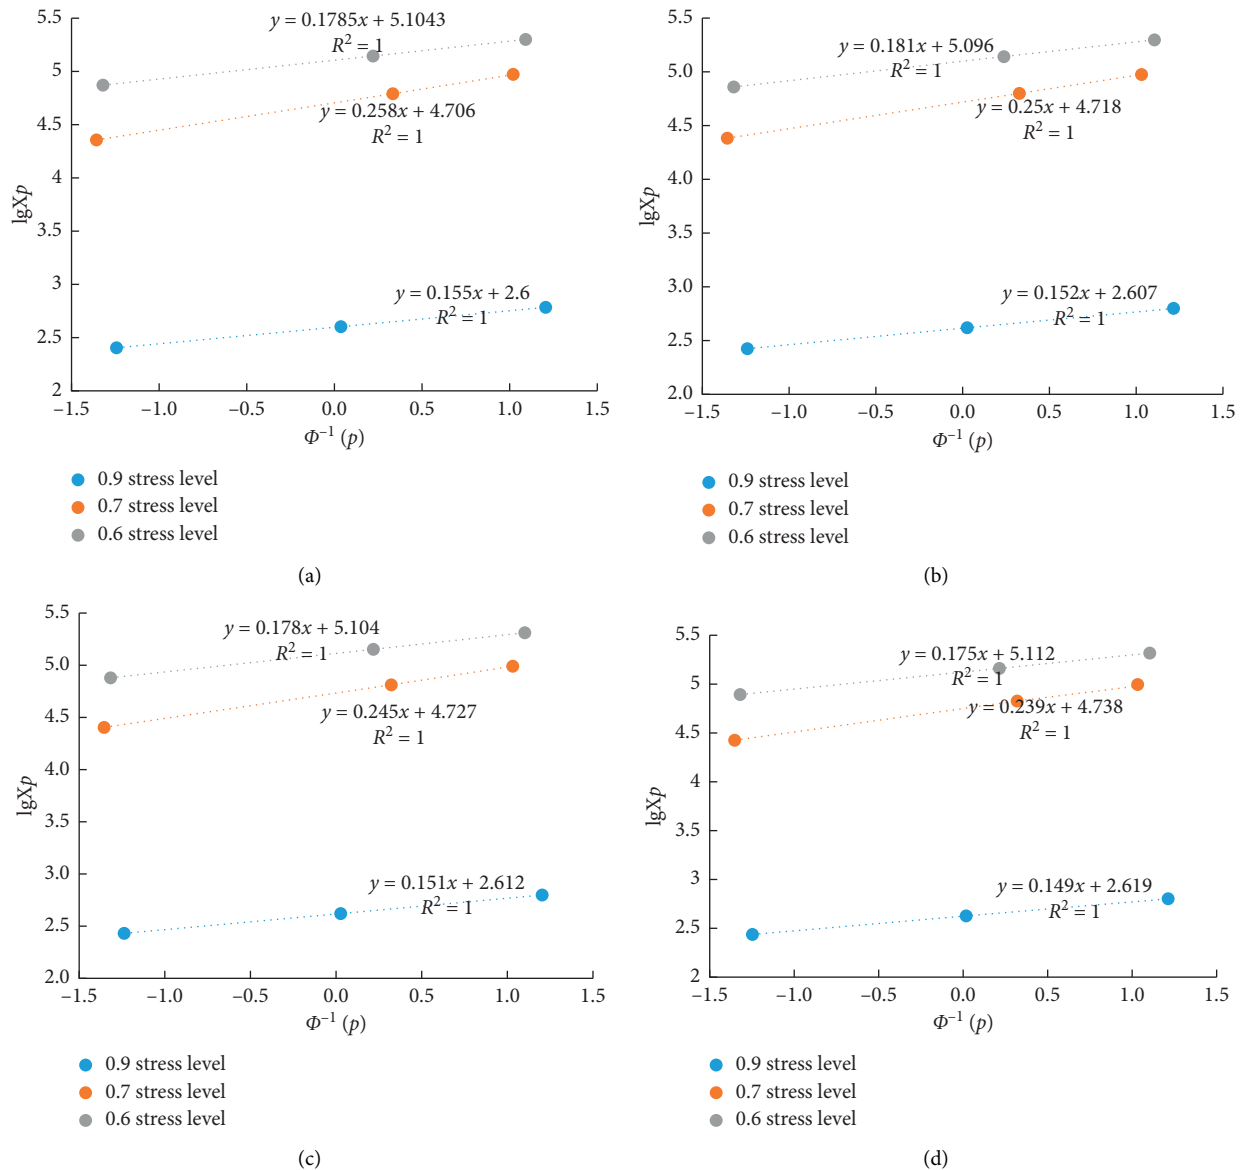 5.5
5
4.5
4
3.5
3
2.5
2
lgXp
y = 0.1785x + 5.1043
R² = 1
y = 0.258x + 4.706
R² = 1
y = 0.155x + 2.6
R² = 1
–1.5 –1.0 –0.5 0.0 0.5 1.0 1.5
Φ⁻¹ (p)
0.9 stress level
0.7 stress level
0.6 stress level
(a)
5.5
5.0
4.5
4.0
3.5
3.0
2.5
2.0
lgXp
y = 0.181x + 5.096
R² = 1
y = 0.25x + 4.718
R² = 1
y = 0.152x + 2.607
R² = 1
–1.5 –1.0 –0.5 0.0 0.5 1.0 1.5
Φ⁻¹ (p)
0.9 stress level
0.7 stress level
0.6 stress level
(b)
5.5
5.0
4.5
4.0
3.5
3.0
2.5
2.0
lgXp
y = 0.178x + 5.104
R² = 1
y = 0.245x + 4.727
R² = 1
y = 0.151x + 2.612
R² = 1
–1.5 –1.0 –0.5 0.0 0.5 1.0 1.5
Φ⁻¹ (p)
0.9 stress level
0.7 stress level
0.6 stress level
(c)
5.5
5
4.5
4
3.5
3
2.5
2
lgXp
y = 0.175x + 5.112
R² = 1
y = 0.239x + 4.738
R² = 1
y = 0.149x + 2.619
R² = 1
–1.5 –1.0 –0.5 0.0 0.5 1.0 1.5
Φ⁻¹ (p)
0.9 stress level
0.7 stress level
0.6 stress level
(d)